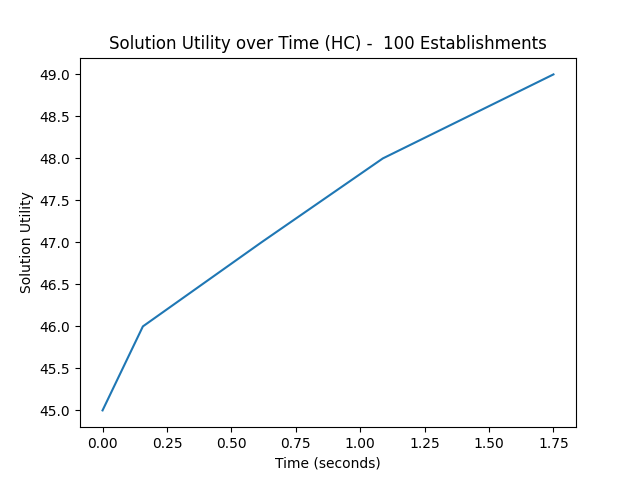 Solution Utility over Time (HC) -  100 Establishments
49.0
48.5
48.0
47.5
47.0
46.5
46.0
45.5
45.0
Solution Utility
0.00 0.25 0.50 0.75 1.00 1.25 1.50 1.75
Time (seconds)